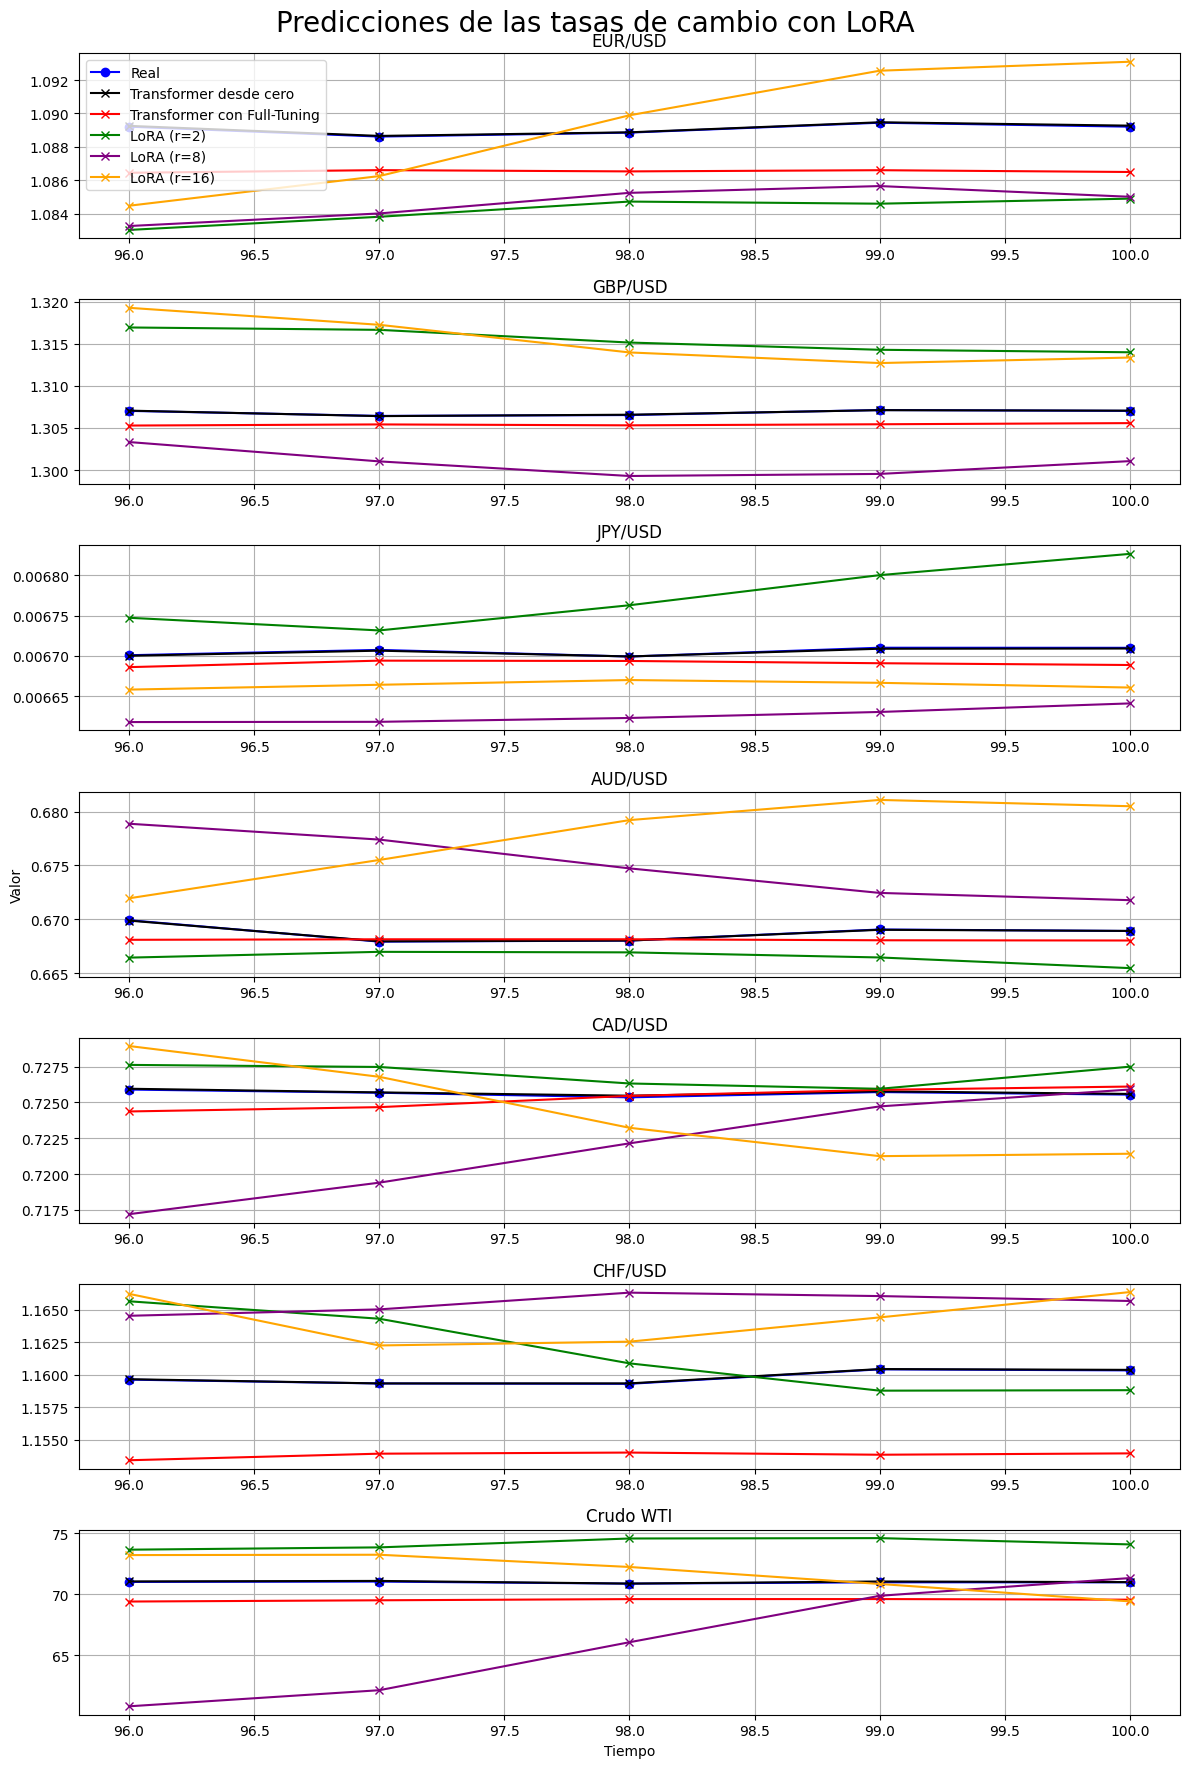 Predicciones de las tasas de cambio con LoRA
EUR/USD
Real
Transformer desde cero
Transformer con Full-Tuning
LoRA (r=2)
LoRA (r=8)
LoRA (r=16)
1.092
1.090
1.088
1.086
1.084
96.0 96.5 97.0 97.5 98.0 98.5 99.0 99.5 100.0
GBP/USD
1.320
1.315
1.310
1.305
1.300
96.0 96.5 97.0 97.5 98.0 98.5 99.0 99.5 100.0
JPY/USD
0.00680
0.00675
0.00670
0.00665
96.0 96.5 97.0 97.5 98.0 98.5 99.0 99.5 100.0
AUD/USD
Valor
0.680
0.675
0.670
0.665
96.0 96.5 97.0 97.5 98.0 98.5 99.0 99.5 100.0
CAD/USD
0.7275
0.7250
0.7225
0.7200
0.7175
96.0 96.5 97.0 97.5 98.0 98.5 99.0 99.5 100.0
CHF/USD
1.1650
1.1625
1.1600
1.1575
1.1550
96.0 96.5 97.0 97.5 98.0 98.5 99.0 99.5 100.0
Crudo WTI
75
70
65
96.0 96.5 97.0 97.5 98.0 98.5 99.0 99.5 100.0
Tiempo